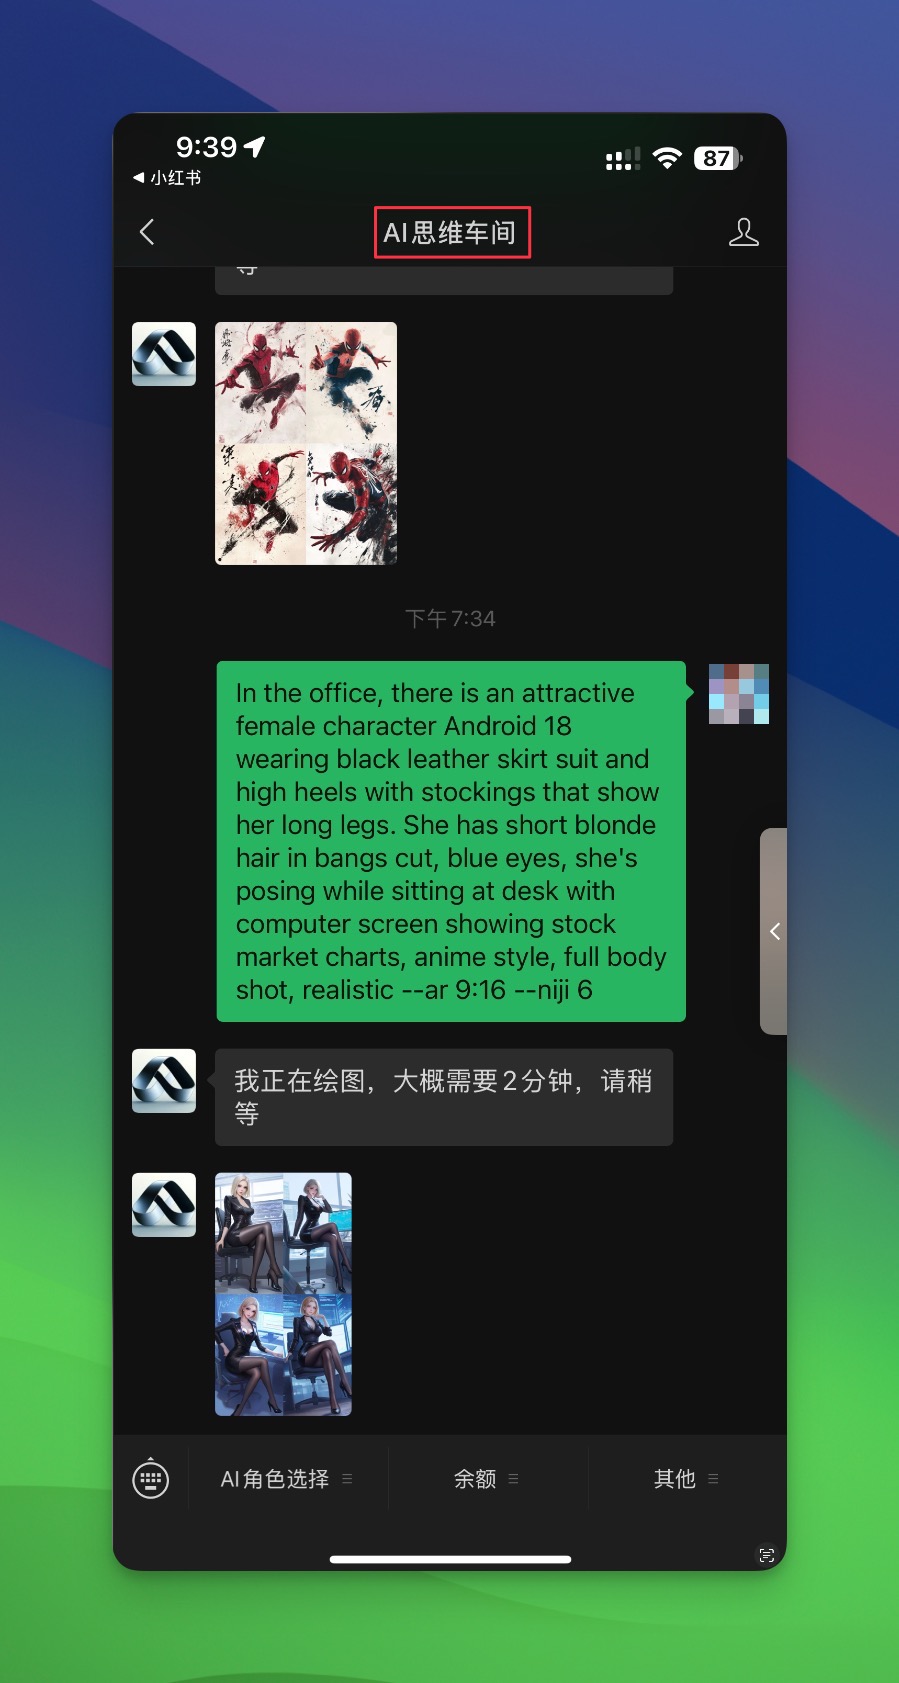 9:39
87
◀ 小红书
AI思维车间
下午 7:34
In the office, there is an attractive
female character Android 18
wearing black leather skirt suit and
high heels with stockings that show
her long legs. She has short blonde
hair in bangs cut, blue eyes, she's
posing while sitting at desk with
computer screen showing stock
market charts, anime style, full body
shot, realistic --ar 9:16 --niji 6
我正在绘图，大概需要2分钟，请稍
等
AI角色选择
余额
其他